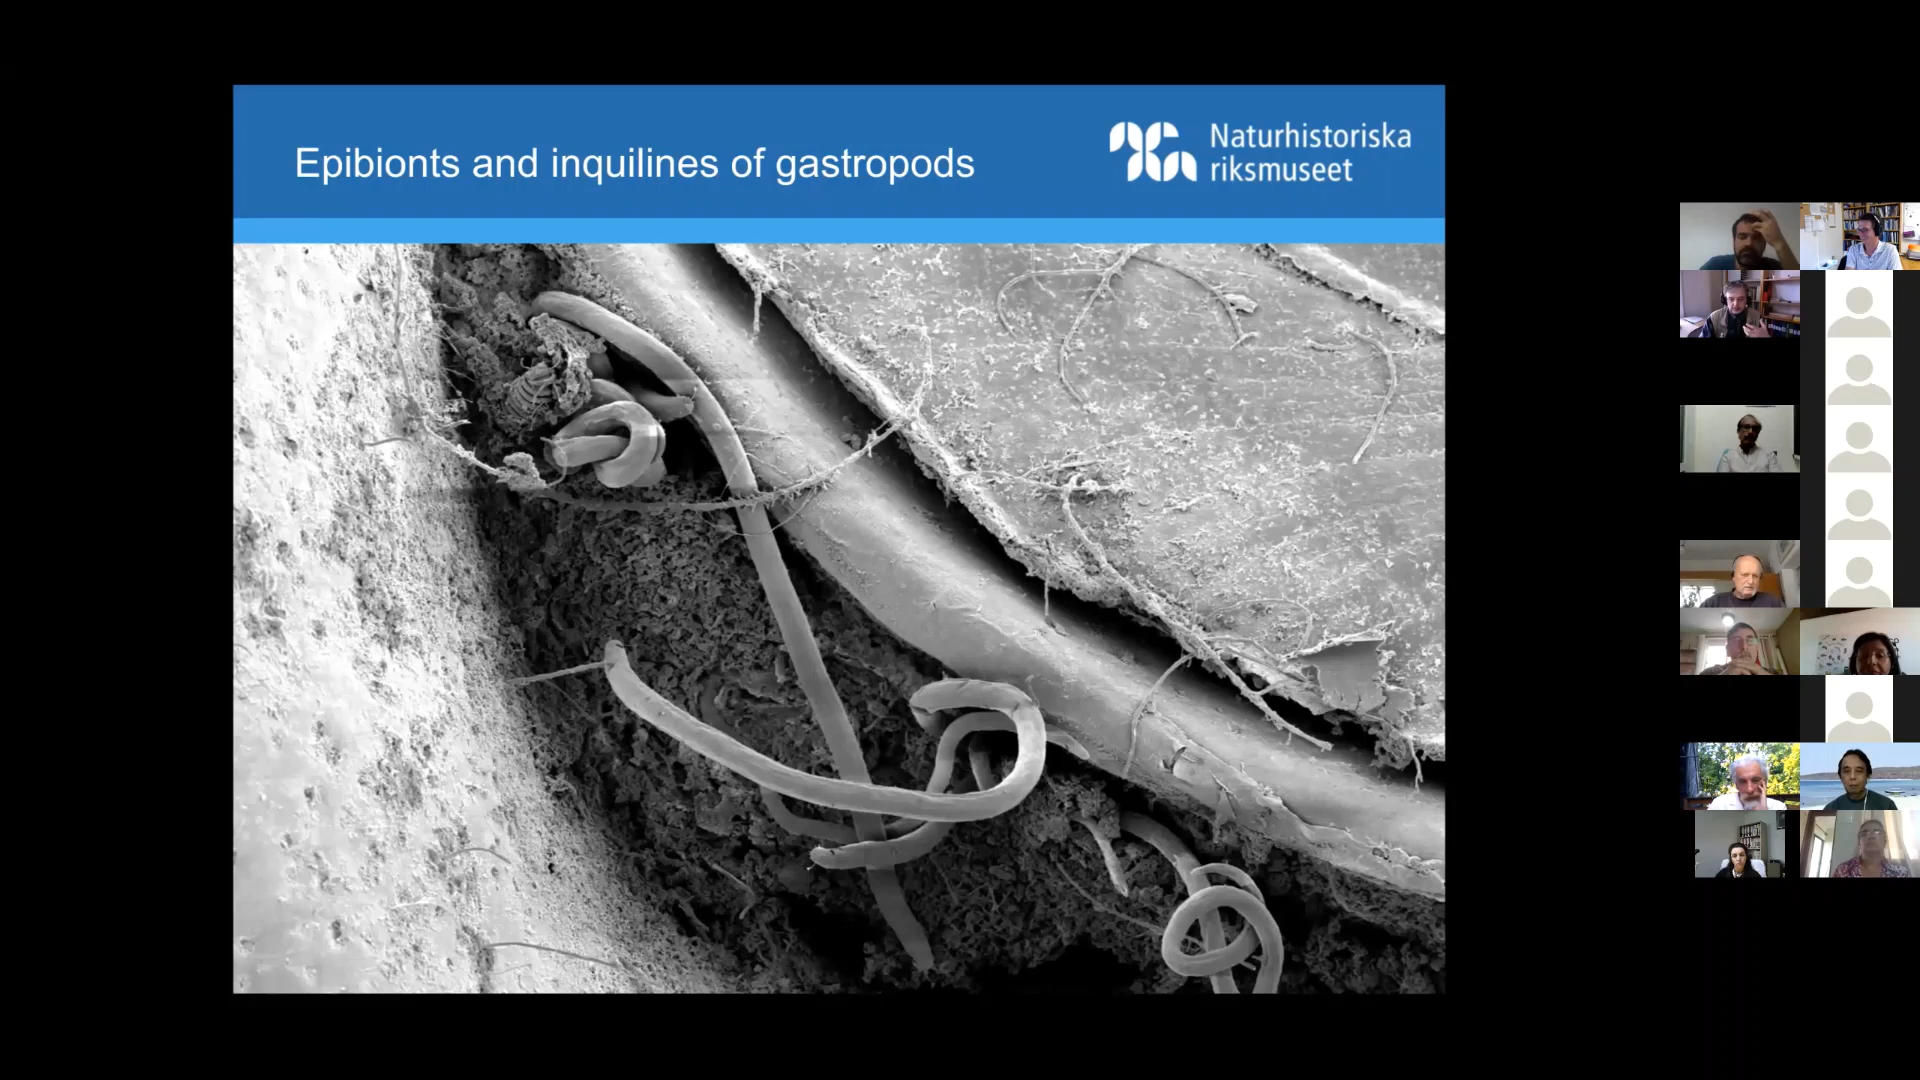 Epibionts and inquilines of gastropods
Naturhistoriska
riksmuseet